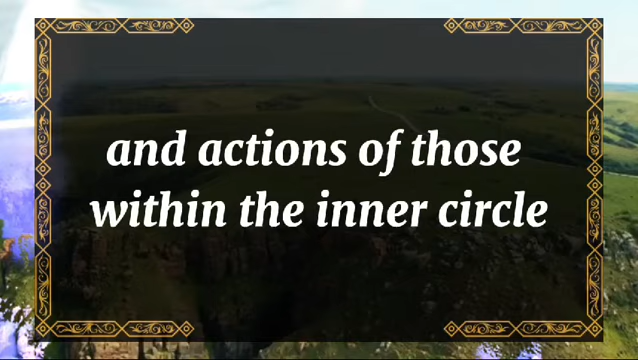 and actions of those
within the inner circle